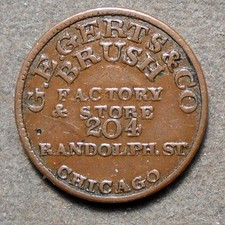 G.E. GERTS & CO
BRUSH
FACTORY
& STORE
204
RANDOLPH. ST
CHICAGO